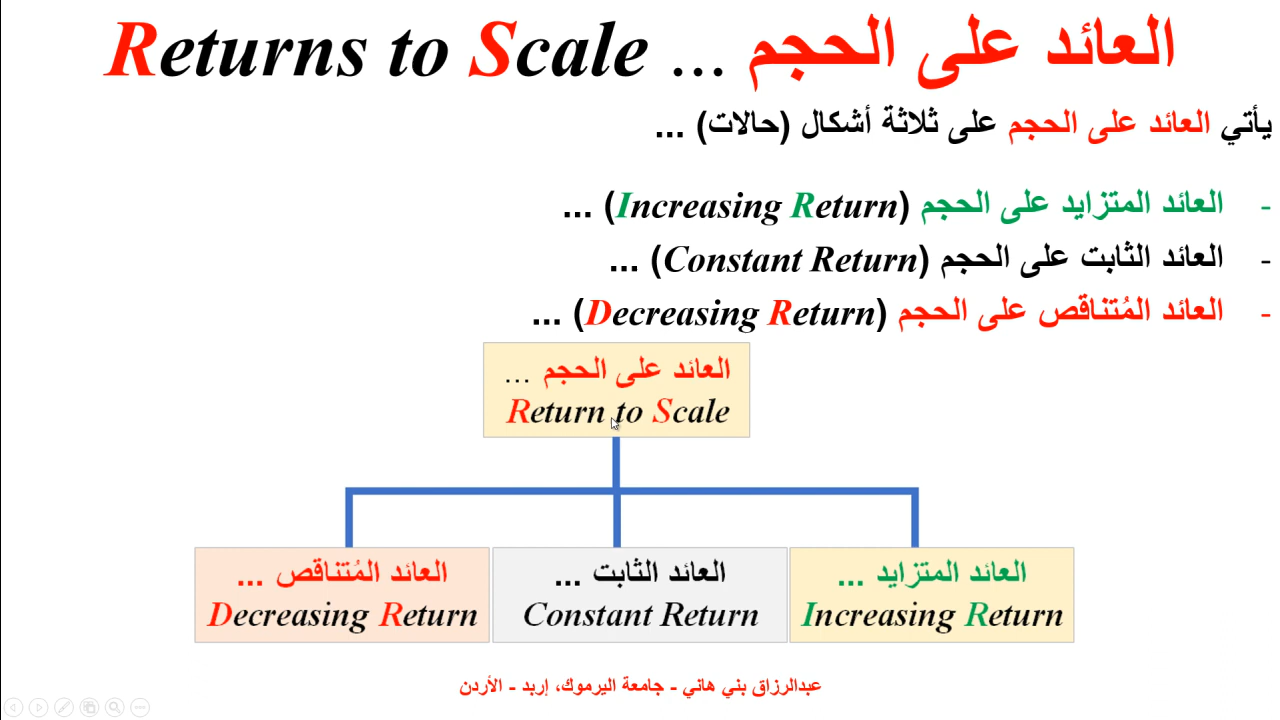 العائد على الحجم ... Returns to Scale
يأتي العائد على الحجم على ثلاثة أشكال (حالات) ...
- العائد المتزايد على الحجم (Increasing Return) ...
- العائد الثابت على الحجم (Constant Return) ...
- العائد المُتناقص على الحجم (Decreasing Return) ...
العائد على الحجم ...
Return to Scale
العائد المتزايد ...
Increasing Return
العائد الثابت ...
Constant Return
العائد المُتناقص ...
Decreasing Return
عبدالرزاق بني هاني - جامعة اليرموك، إربد - الأردن